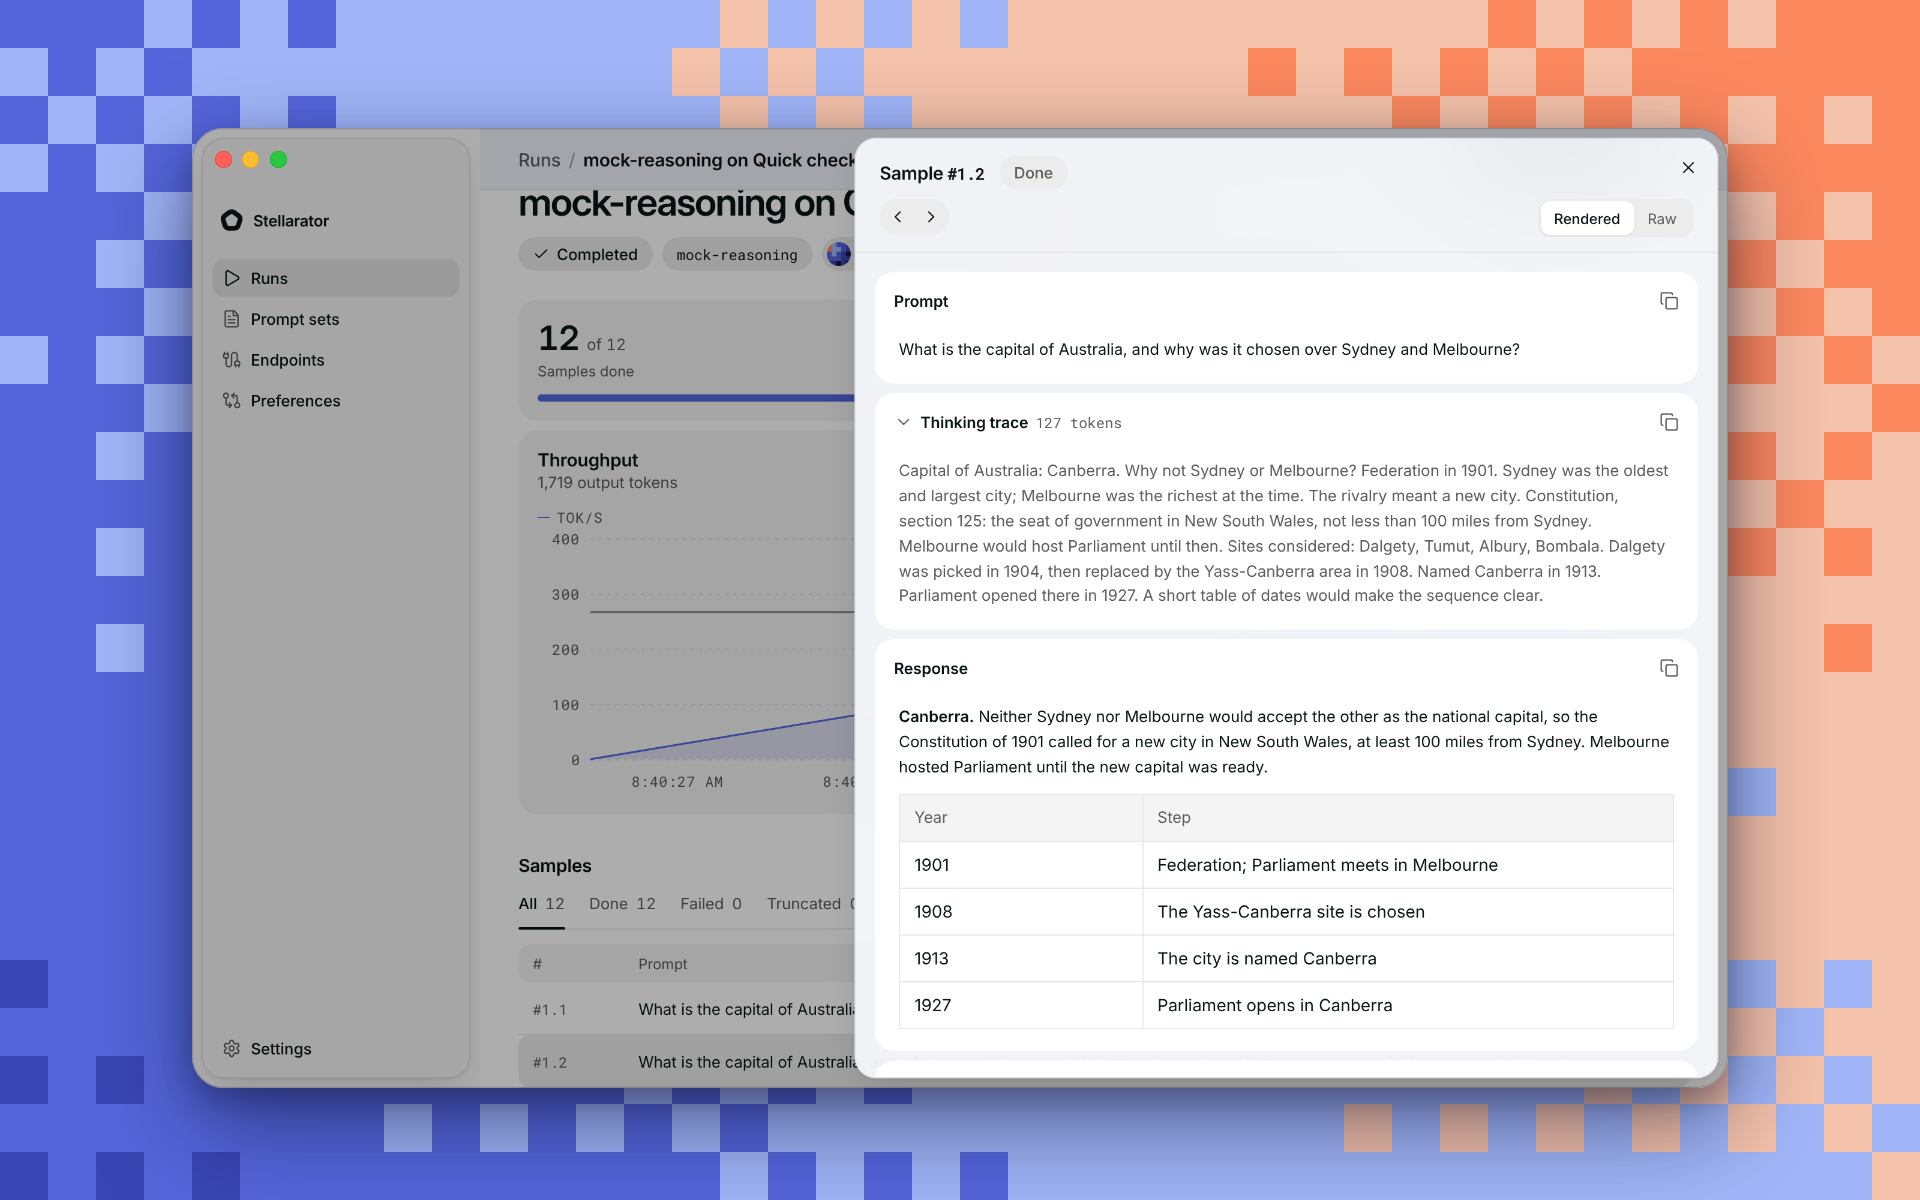 Stellarator
Runs
Prompt sets
Endpoints
Preferences
Settings
Runs / mock-reasoning on Quick check
mock-reasoning on
Completed
mock-reasoning
12 of 12
Samples done
Throughput
1,719 output tokens
— TOK/S
400
300
200
100
0
8:40:27 AM
8:40
Samples
All 12
Done 12
Failed 0
Truncated
# Prompt
#1.1 What is the capital of Australia
#1.2 What is the capital of Australia
Sample #1.2
Done
Rendered
Raw
Prompt
What is the capital of Australia, and why was it chosen over Sydney and Melbourne?
Thinking trace 127 tokens
Capital of Australia: Canberra. Why not Sydney or Melbourne? Federation in 1901. Sydney was the oldest
and largest city; Melbourne was the richest at the time. The rivalry meant a new city. Constitution,
section 125: the seat of government in New South Wales, not less than 100 miles from Sydney.
Melbourne would host Parliament until then. Sites considered: Dalgety, Tumut, Albury, Bombala. Dalgety
was picked in 1904, then replaced by the Yass-Canberra area in 1908. Named Canberra in 1913.
Parliament opened there in 1927. A short table of dates would make the sequence clear.
Response
Canberra. Neither Sydney nor Melbourne would accept the other as the national capital, so the
Constitution of 1901 called for a new city in New South Wales, at least 100 miles from Sydney. Melbourne
hosted Parliament until the new capital was ready.
Year Step
1901 Federation; Parliament meets in Melbourne
1908 The Yass-Canberra site is chosen
1913 The city is named Canberra
1927 Parliament opens in Canberra